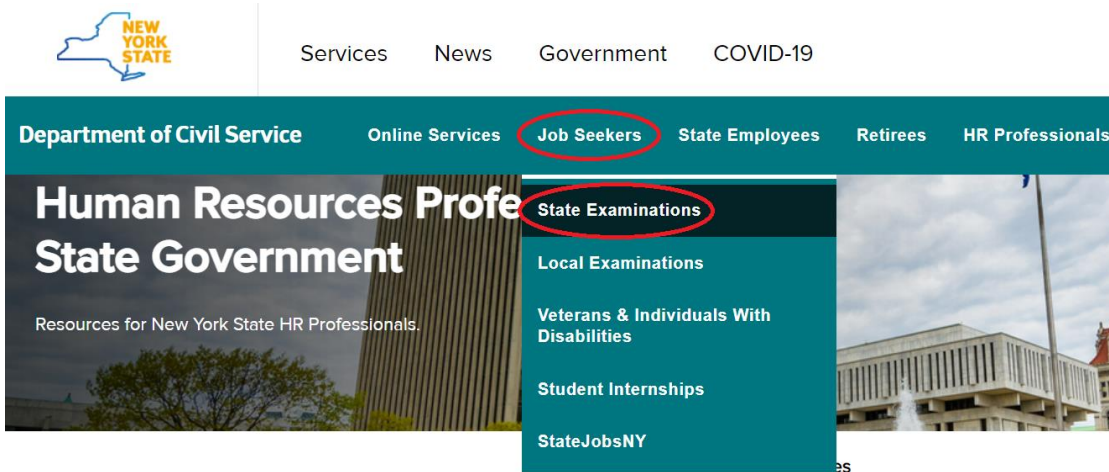 NEW
YORK
STATE
Services News Government COVID-19
Department of Civil Service Online Services Job Seekers State Employees Retirees HR Professionals
Human Resources Profe
State Government
Resources for New York State HR Professionals.
State Examinations
Local Examinations
Veterans & Individuals With
Disabilities
Student Internships
StateJobsNY
es